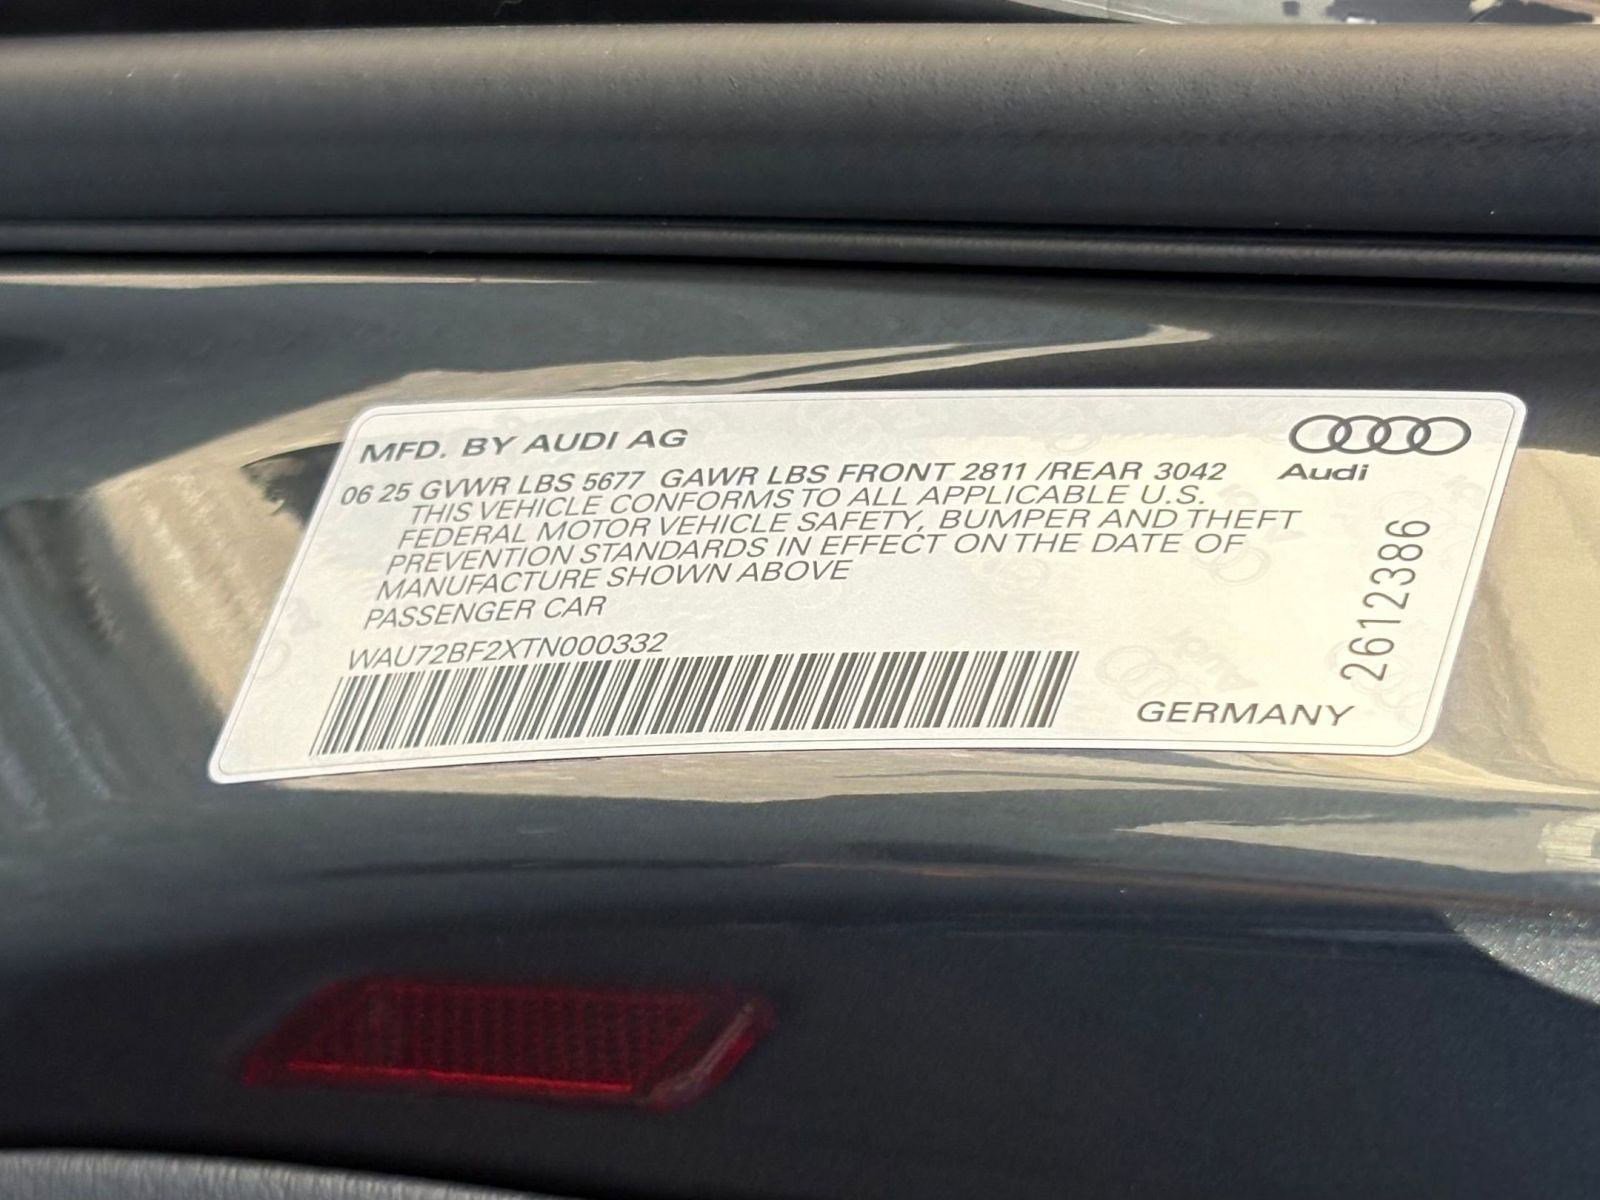 MFD. BY AUDI AG
Audi
06 25 GVWR LBS 5677 GAWR LBS FRONT 2811 /REAR 3042
THIS VEHICLE CONFORMS TO ALL APPLICABLE U.S.
FEDERAL MOTOR VEHICLE SAFETY, BUMPER AND THEFT
PREVENTION STANDARDS IN EFFECT ON THE DATE OF
MANUFACTURE SHOWN ABOVE
PASSENGER CAR
WAU72BF2XTN000332
GERMANY
2612386